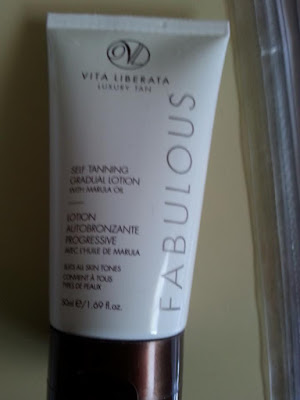 VITA LIBERATA
LUXURY TAN
FABULOUS
SELF TANNING
GRADUAL LOTION
WITH MARULA OIL
LOTION
AUTOBRONZANTE
PROGRESSIVE
AVEC L'HUILE DE MARULA
SUITS ALL SKIN TONES
CONVIENT À TOUS
TYPES DE PEAUX
50ml e/1.69 fl.oz.